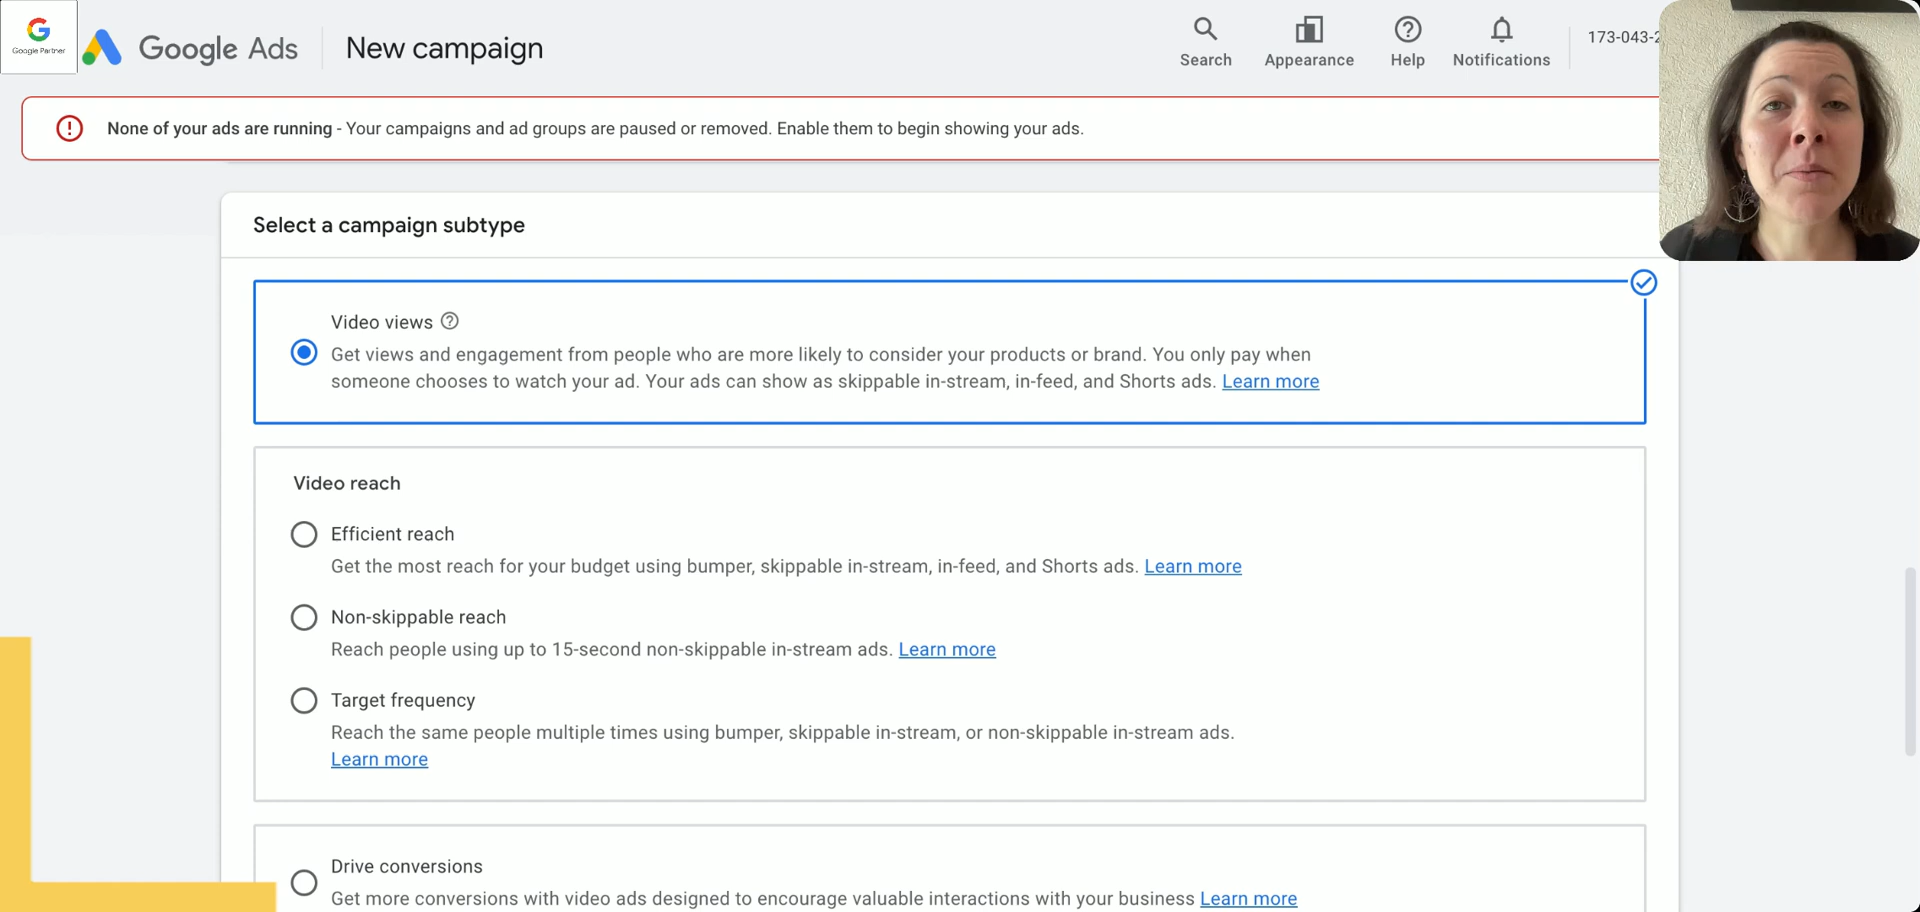 Google Partner
Google Ads
New campaign
Search
Appearance
Help
Notifications
173-043-2
None of your ads are running - Your campaigns and ad groups are paused or removed. Enable them to begin showing your ads.
Select a campaign subtype
Video views
Get views and engagement from people who are more likely to consider your products or brand. You only pay when
someone chooses to watch your ad. Your ads can show as skippable in-stream, in-feed, and Shorts ads. Learn more
Video reach
Efficient reach
Get the most reach for your budget using bumper, skippable in-stream, in-feed, and Shorts ads. Learn more
Non-skippable reach
Reach people using up to 15-second non-skippable in-stream ads. Learn more
Target frequency
Reach the same people multiple times using bumper, skippable in-stream, or non-skippable in-stream ads.
Learn more
Drive conversions
Get more conversions with video ads designed to encourage valuable interactions with your business Learn more